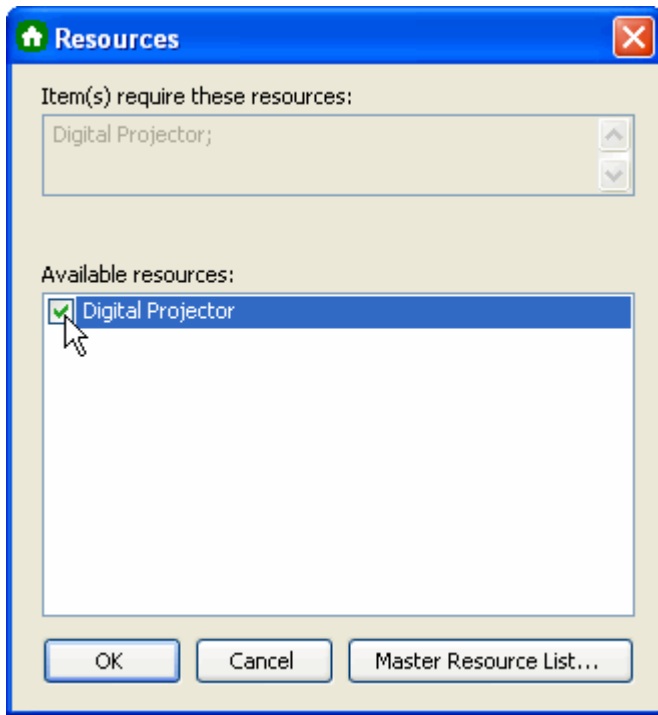 Resources
Item(s) require these resources:
Digital Projector;
Available resources:
Digital Projector
OK
Cancel
Master Resource List...